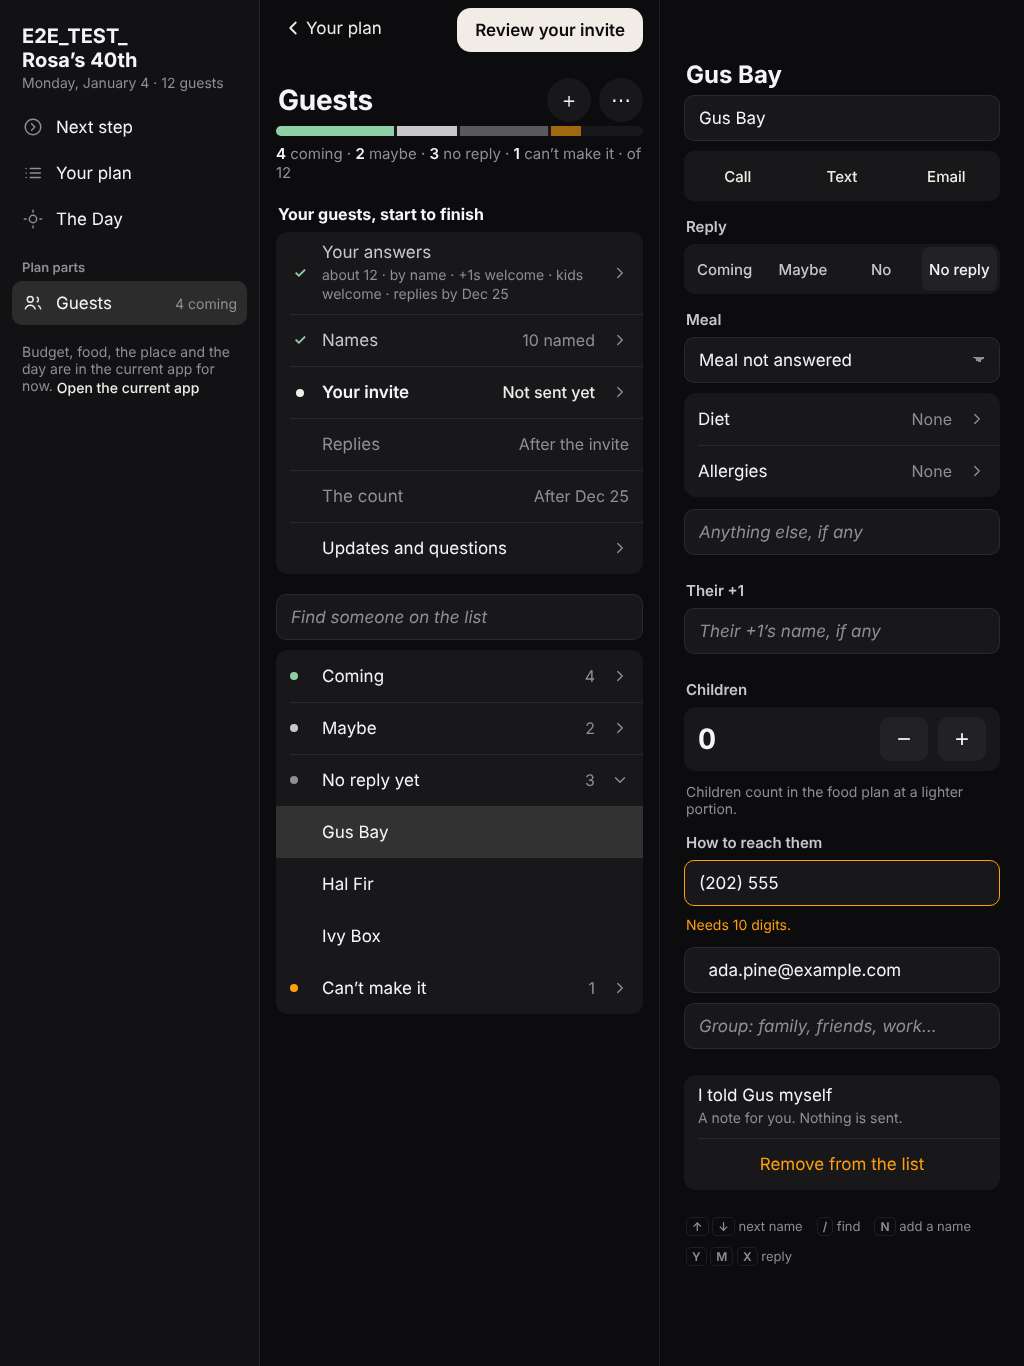 E2E_TEST_
Rosa’s 40th
Monday, January 4 · 12 guests
Next step
Your plan
The Day
Plan parts
Guests 4 coming
Budget, food, the place and the
day are in the current app for
now. Open the current app
Your plan
Review your invite
Guests
+ ···
4 coming · 2 maybe · 3 no reply · 1 can’t make it · of
12
Your guests, start to finish
Your answers
about 12 · by name · +1s welcome · kids
welcome · replies by Dec 25
Names 10 named
Your invite Not sent yet
Replies After the invite
The count After Dec 25
Updates and questions
Find someone on the list
Coming 4
Maybe 2
No reply yet 3
Gus Bay
Hal Fir
Ivy Box
Can’t make it 1
Gus Bay
Gus Bay
Call Text Email
Reply
Coming Maybe No No reply
Meal
Meal not answered
Diet None
Allergies None
Anything else, if any
Their +1
Their +1’s name, if any
Children
0 − +
Children count in the food plan at a lighter
portion.
How to reach them
(202) 555
Needs 10 digits.
ada.pine@example.com
Group: family, friends, work...
I told Gus myself
A note for you. Nothing is sent.
Remove from the list
↑ ↓ next name / find N add a name
Y M X reply